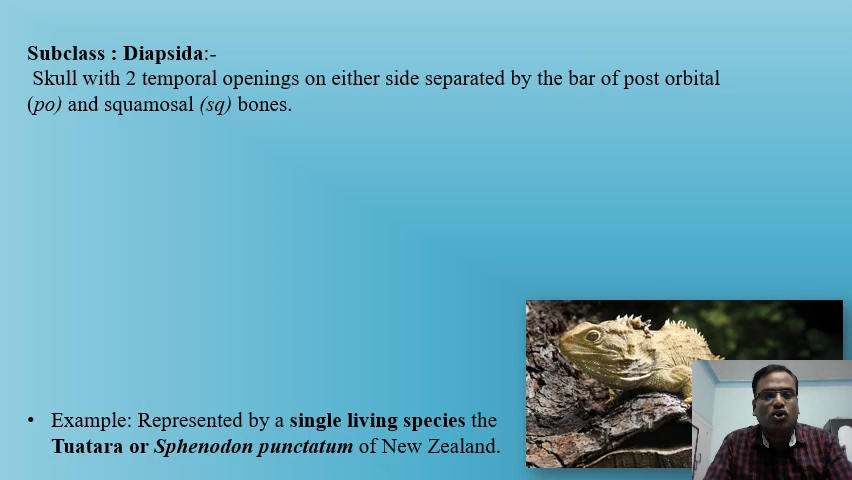 Subclass : Diapsida:-
Skull with 2 temporal openings on either side separated by the bar of post orbital
(po) and squamosal (sq) bones.
• Example: Represented by a single living species the
Tuatara or Sphenodon punctatum of New Zealand.